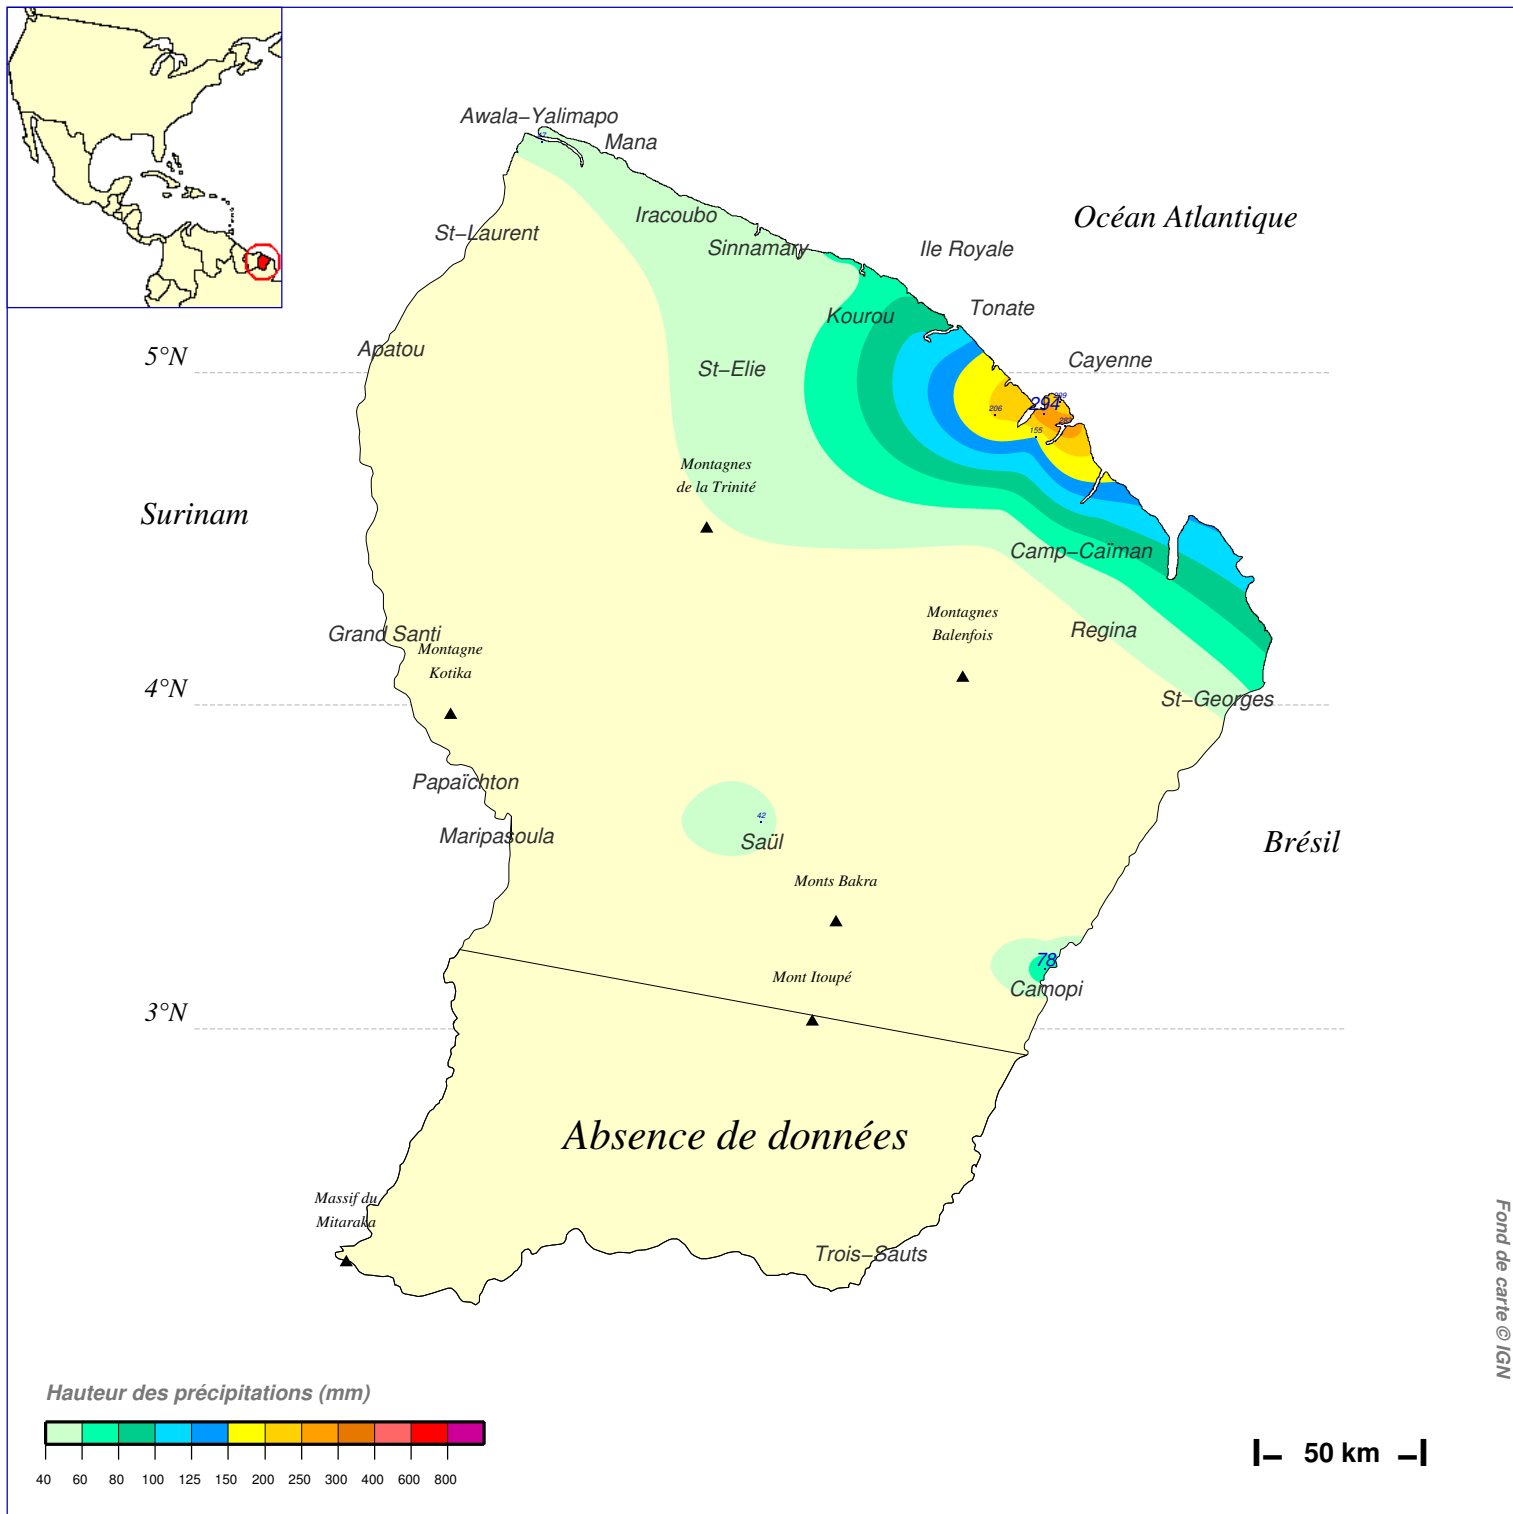 Awala−Yalimapo
47
Mana
Iracoubo
Océan Atlantique
St−Laurent
Sinnamary
Ile Royale
Tonate
Kourou
Apatou
5°N
Cayenne
St−Elie
294
206
155
Montagnes
de la Trinité
Surinam
Camp−Caïman
Montagnes
Balenfois
Regina
Grand Santi
Montagne
Kotika
4°N
St−Georges
Papaïchton
42
Maripasoula
Saül
Brésil
Monts Bakra
78
Mont Itoupé
Camopi
3°N
Absence de données
Massif du
Mitaraka
Trois−Sauts
Fond de carte © IGN
Hauteur des précipitations (mm)
40 60 80 100 125 150 200 250 300 400 600 800
50 km